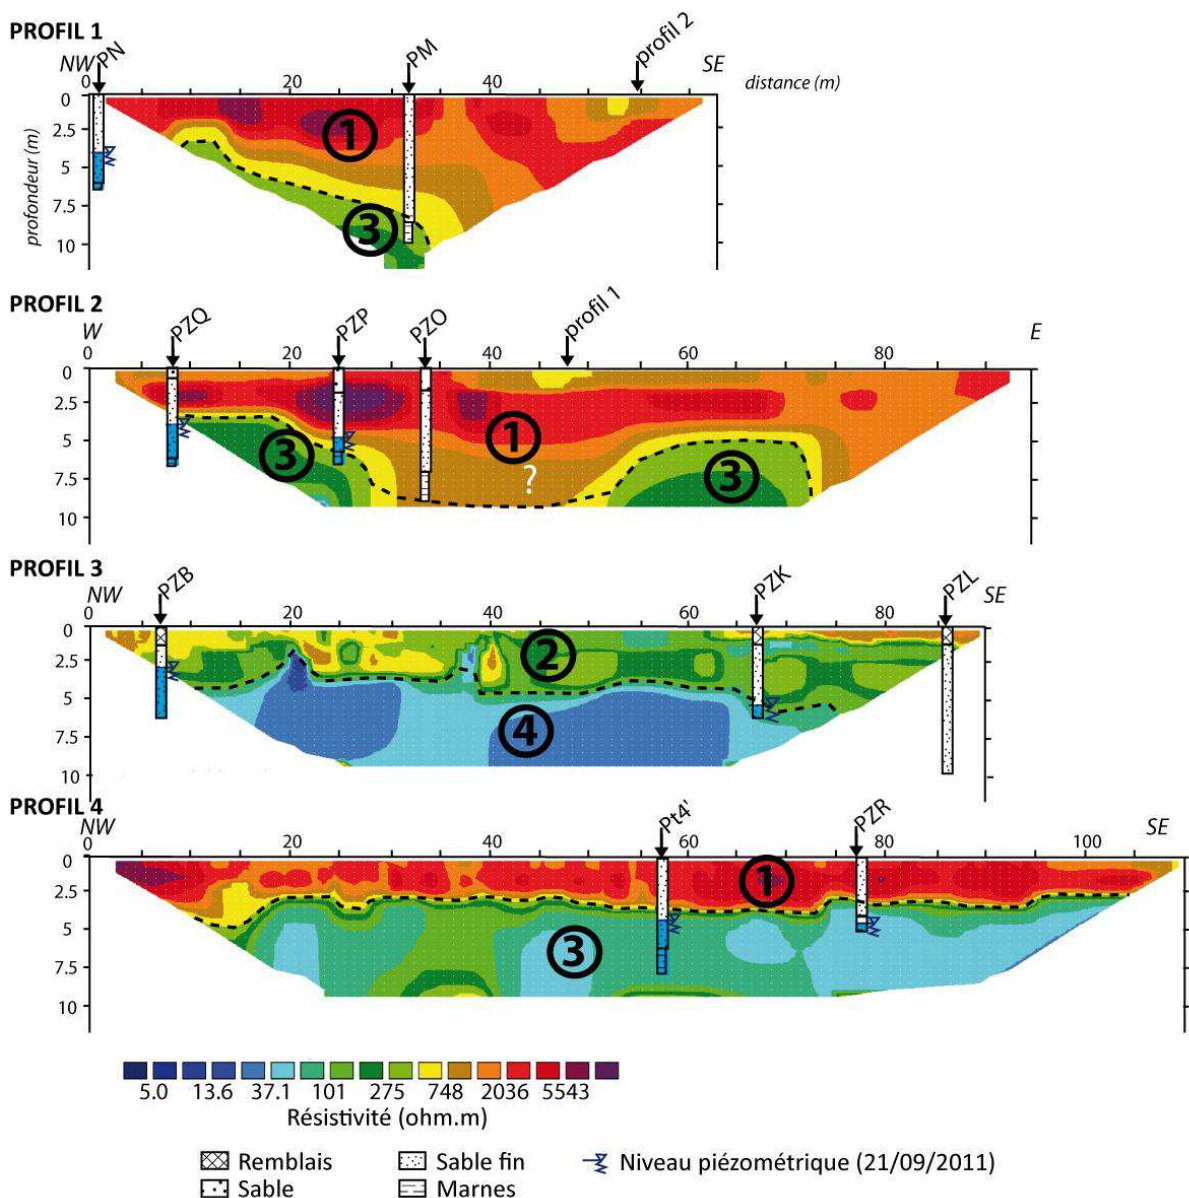 PROFIL 1
NW PN PM profil 2 SE
0 20 40 distance (m)
0
2.5
5
7.5
10
profondeur (m)
1
3
PROFIL 2
W PZQ PZP PZO profil 1 E
0 20 40 60 80
0
2.5
5
7.5
10
1
3
?
3
PROFIL 3
NW PZB PZK PZL SE
0 20 40 60 80
0
2.5
5
7.5
10
2
4
PROFIL 4
NW Pt4' PZR SE
0 20 40 60 80 100
0
2.5
5
7.5
10
1
3
5.0 13.6 37.1 101 275 748 2036 5543
Résistivité (ohm.m)
Remblais Sable fin Niveau piézométrique (21/09/2011)
Sable Marnes